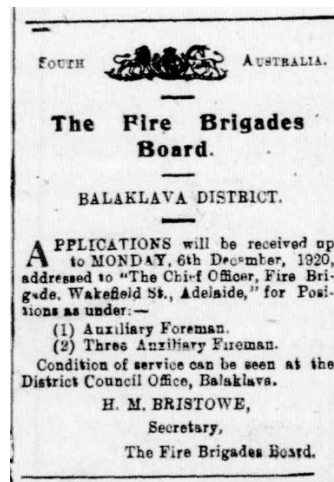 SOUTH AUSTRALIA.
The Fire Brigades
Board.
BALAKLAVA DISTRICT.
APPLICATIONS will be received up
to MONDAY, 6th December, 1920,
addressed to "The Chief Officer, Fire Bri-
gade, Wakefield St., Adelaide," for Posi-
tions as under:—
(1) Auxiliary Foreman.
(2) Three Auxiliary Fireman.
Condition of service can be seen at the
District Council Office, Balaklava.
H. M. BRISTOWE,
Secretary,
The Fire Brigades Board.